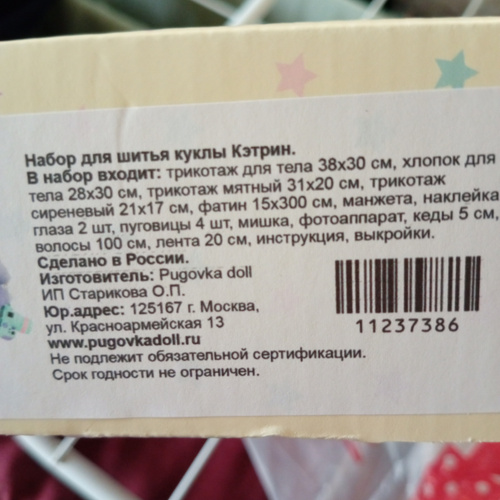 Набор для шитья куклы Кэтрин.
В набор входит: трикотаж для тела 38х30 см, хлопок для
тела 28х30 см, трикотаж мятный 31х20 см, трикотаж
сиреневый 21х17 см, фатин 15х300 см, манжета, наклейка
глаза 2 шт, пуговицы 4 шт, мишка, фотоаппарат, кеды 5 см,
волосы 100 см, лента 20 см, инструкция, выкройки.
Сделано в России.
Изготовитель: Pugovka doll
ИП Старикова О.П.
Юр.адрес: 125167 г. Москва,
ул. Красноармейская 13
www.pugovkadoll.ru
Не подлежит обязательной сертификации.
Срок годности не ограничен.
11237386